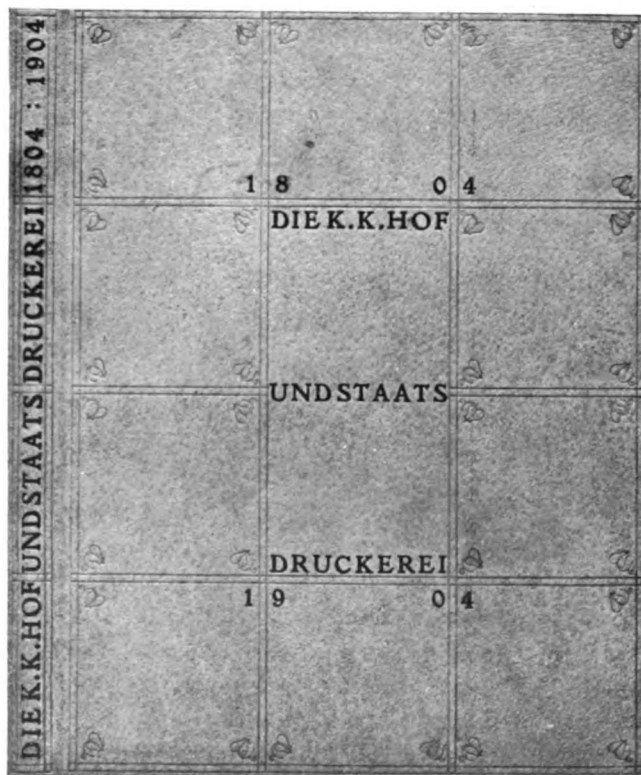 DIE K.K.HOF UND STAATS DRUCKEREI 1804 : 1904
1 8 0 4
DIE K.K.HOF
UND STAATS
DRUCKEREI
1 9 0 4